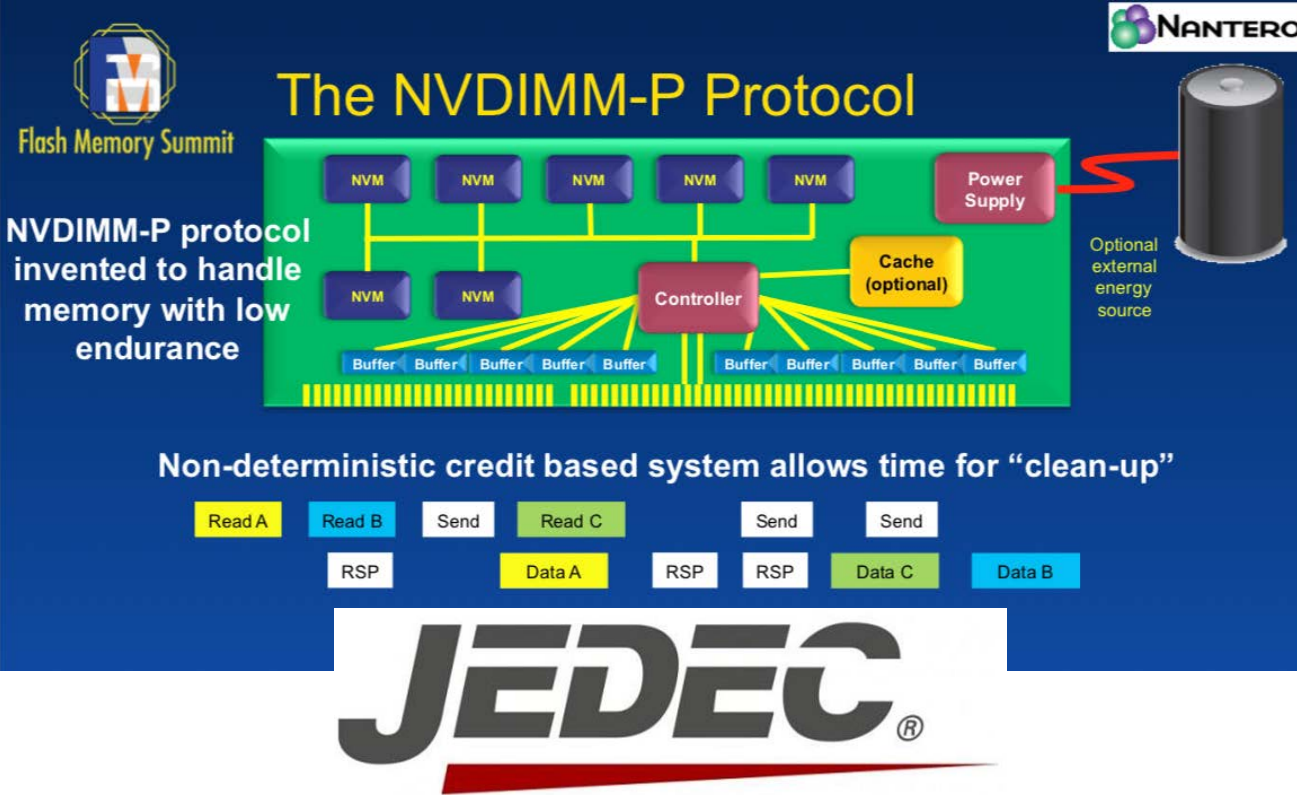 NANTERO
The NVDIMM-P Protocol
Flash Memory Summit
NVM NVM NVM NVM NVM
Power
Supply
NVDIMM-P protocol
invented to handle
memory with low
endurance
Optional
external
energy
source
Cache
(optional)
NVM NVM
Controller
Buffer Buffer Buffer Buffer Buffer Buffer Buffer Buffer Buffer Buffer
Non-deterministic credit based system allows time for “clean-up”
Read A Read B Send Read C Send Send
RSP Data A RSP RSP Data C Data B
JEDEC®